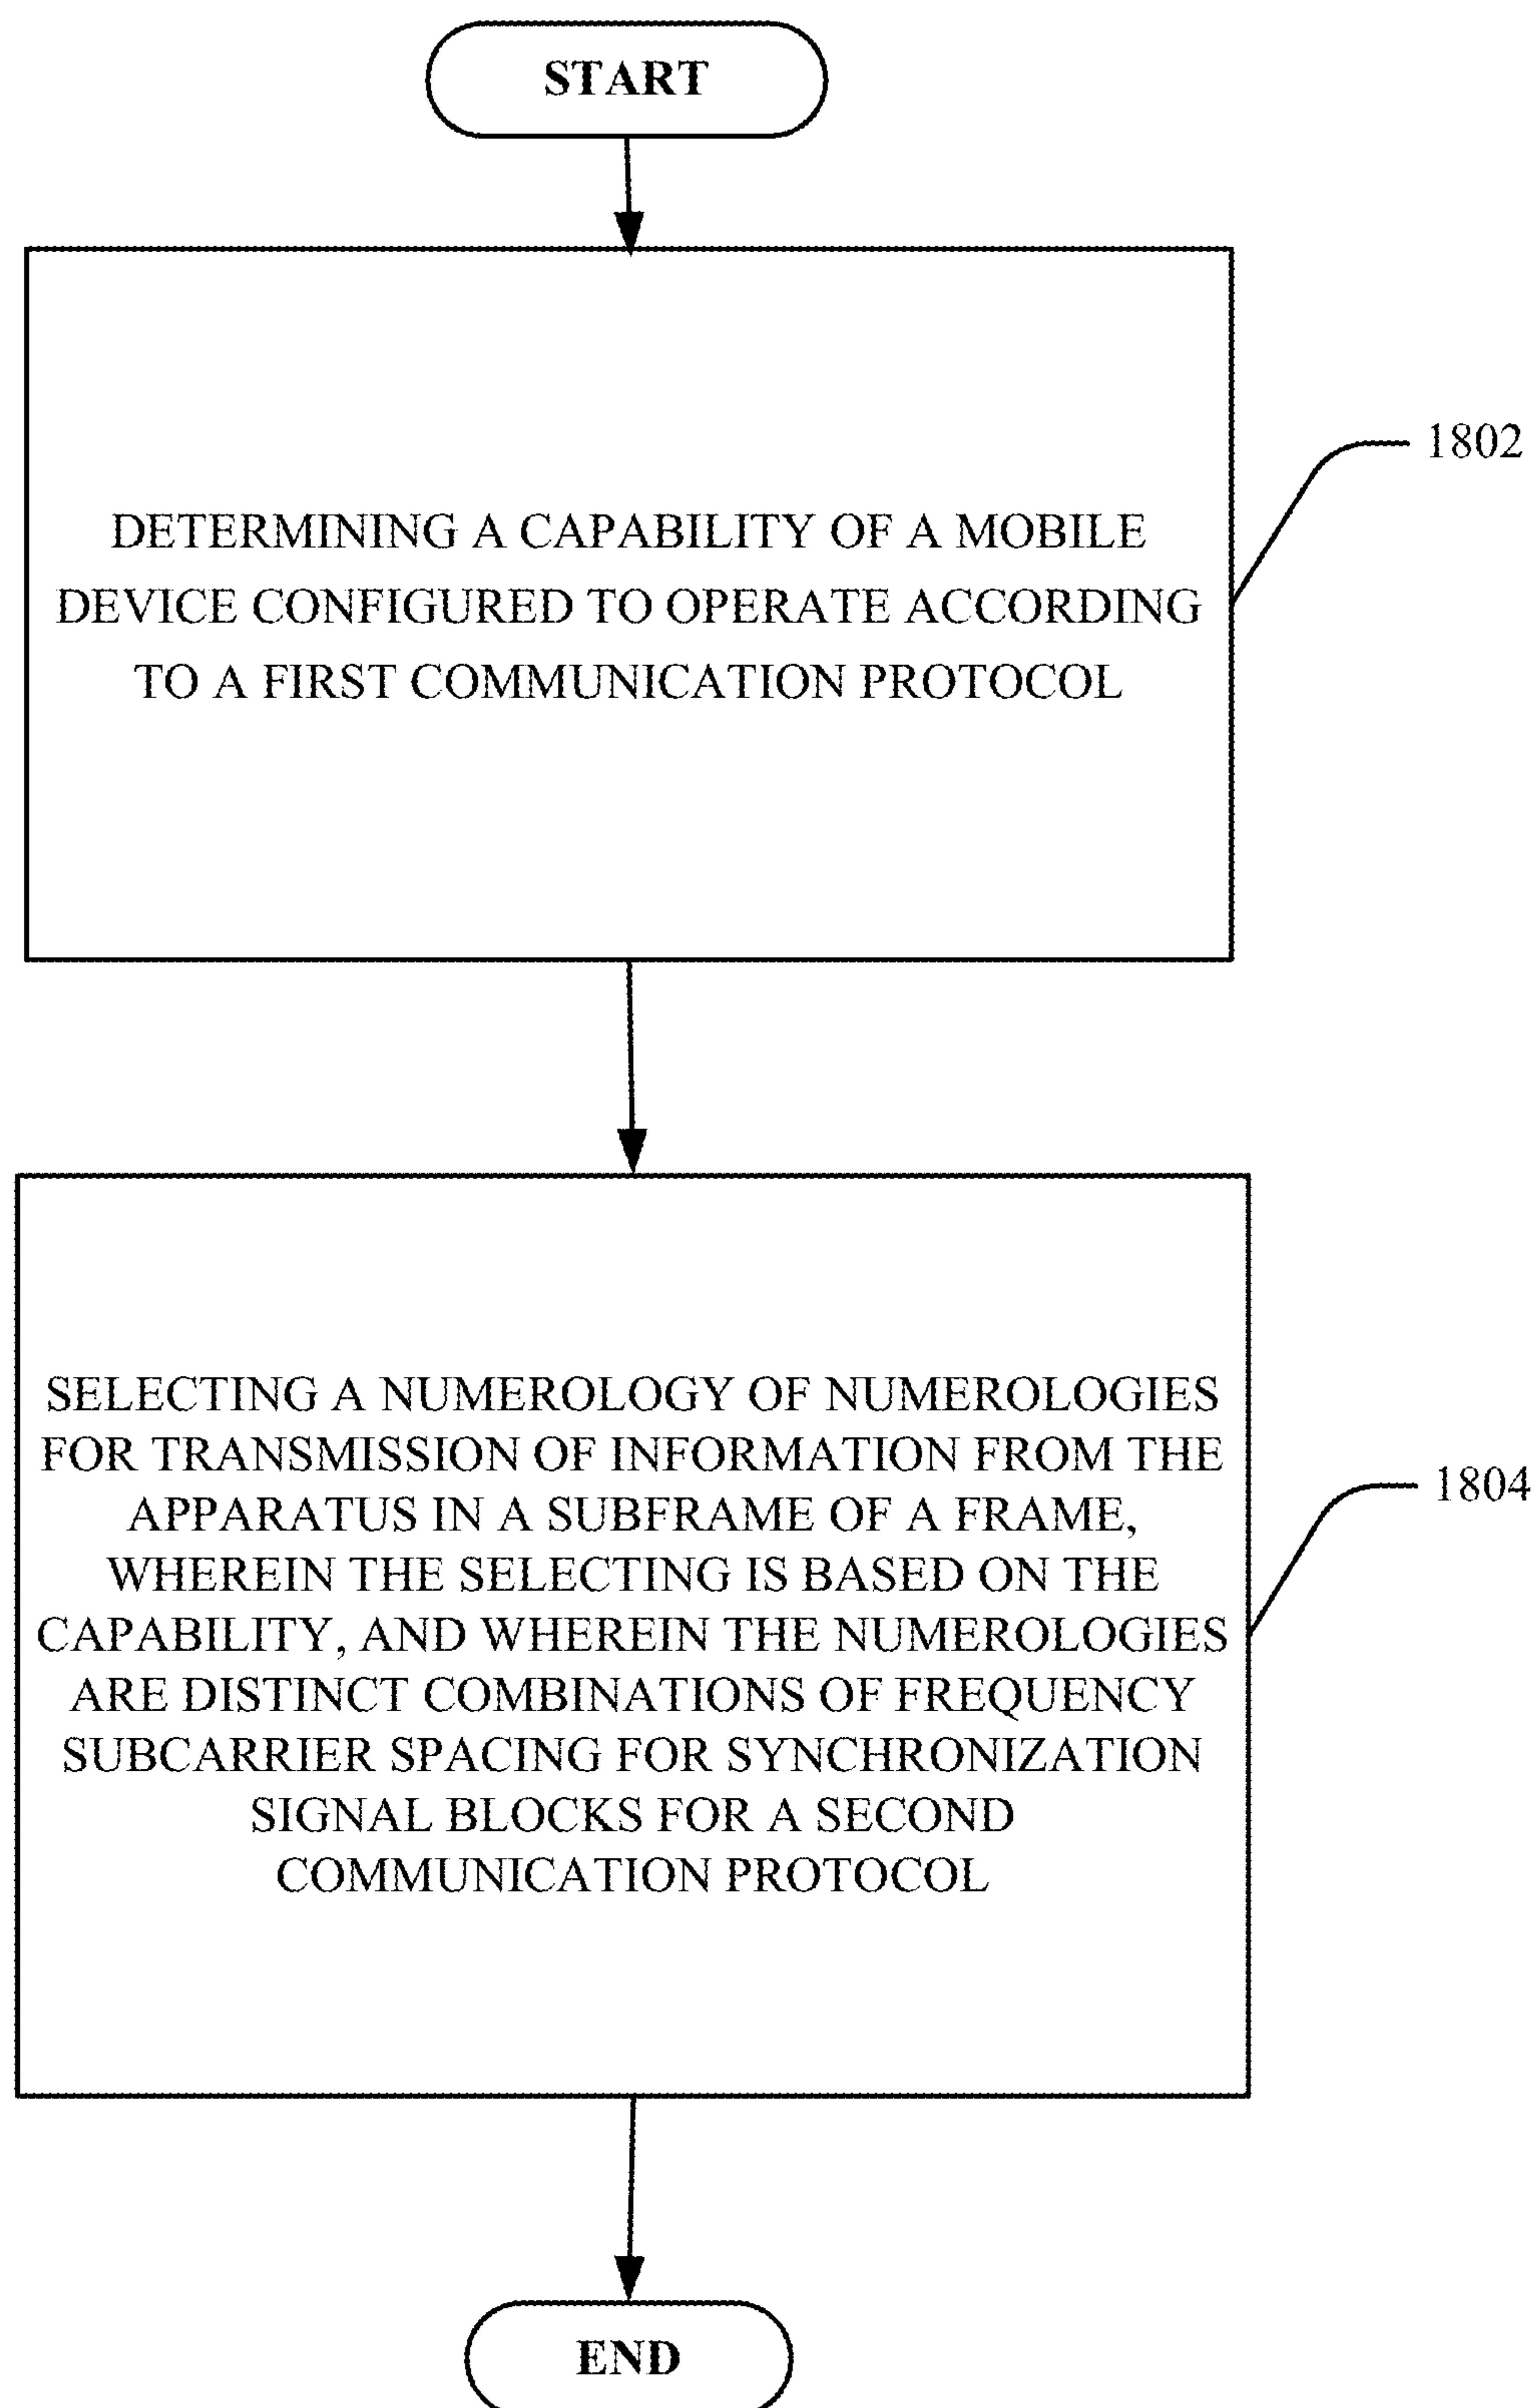 START
DETERMINING A CAPABILITY OF A MOBILE
DEVICE CONFIGURED TO OPERATE ACCORDING
TO A FIRST COMMUNICATION PROTOCOL
1802
SELECTING A NUMEROLOGY OF NUMEROLOGIES
FOR TRANSMISSION OF INFORMATION FROM THE
APPARATUS IN A SUBFRAME OF A FRAME,
WHEREIN THE SELECTING IS BASED ON THE
CAPABILITY, AND WHEREIN THE NUMEROLOGIES
ARE DISTINCT COMBINATIONS OF FREQUENCY
SUBCARRIER SPACING FOR SYNCHRONIZATION
SIGNAL BLOCKS FOR A SECOND
COMMUNICATION PROTOCOL
1804
END